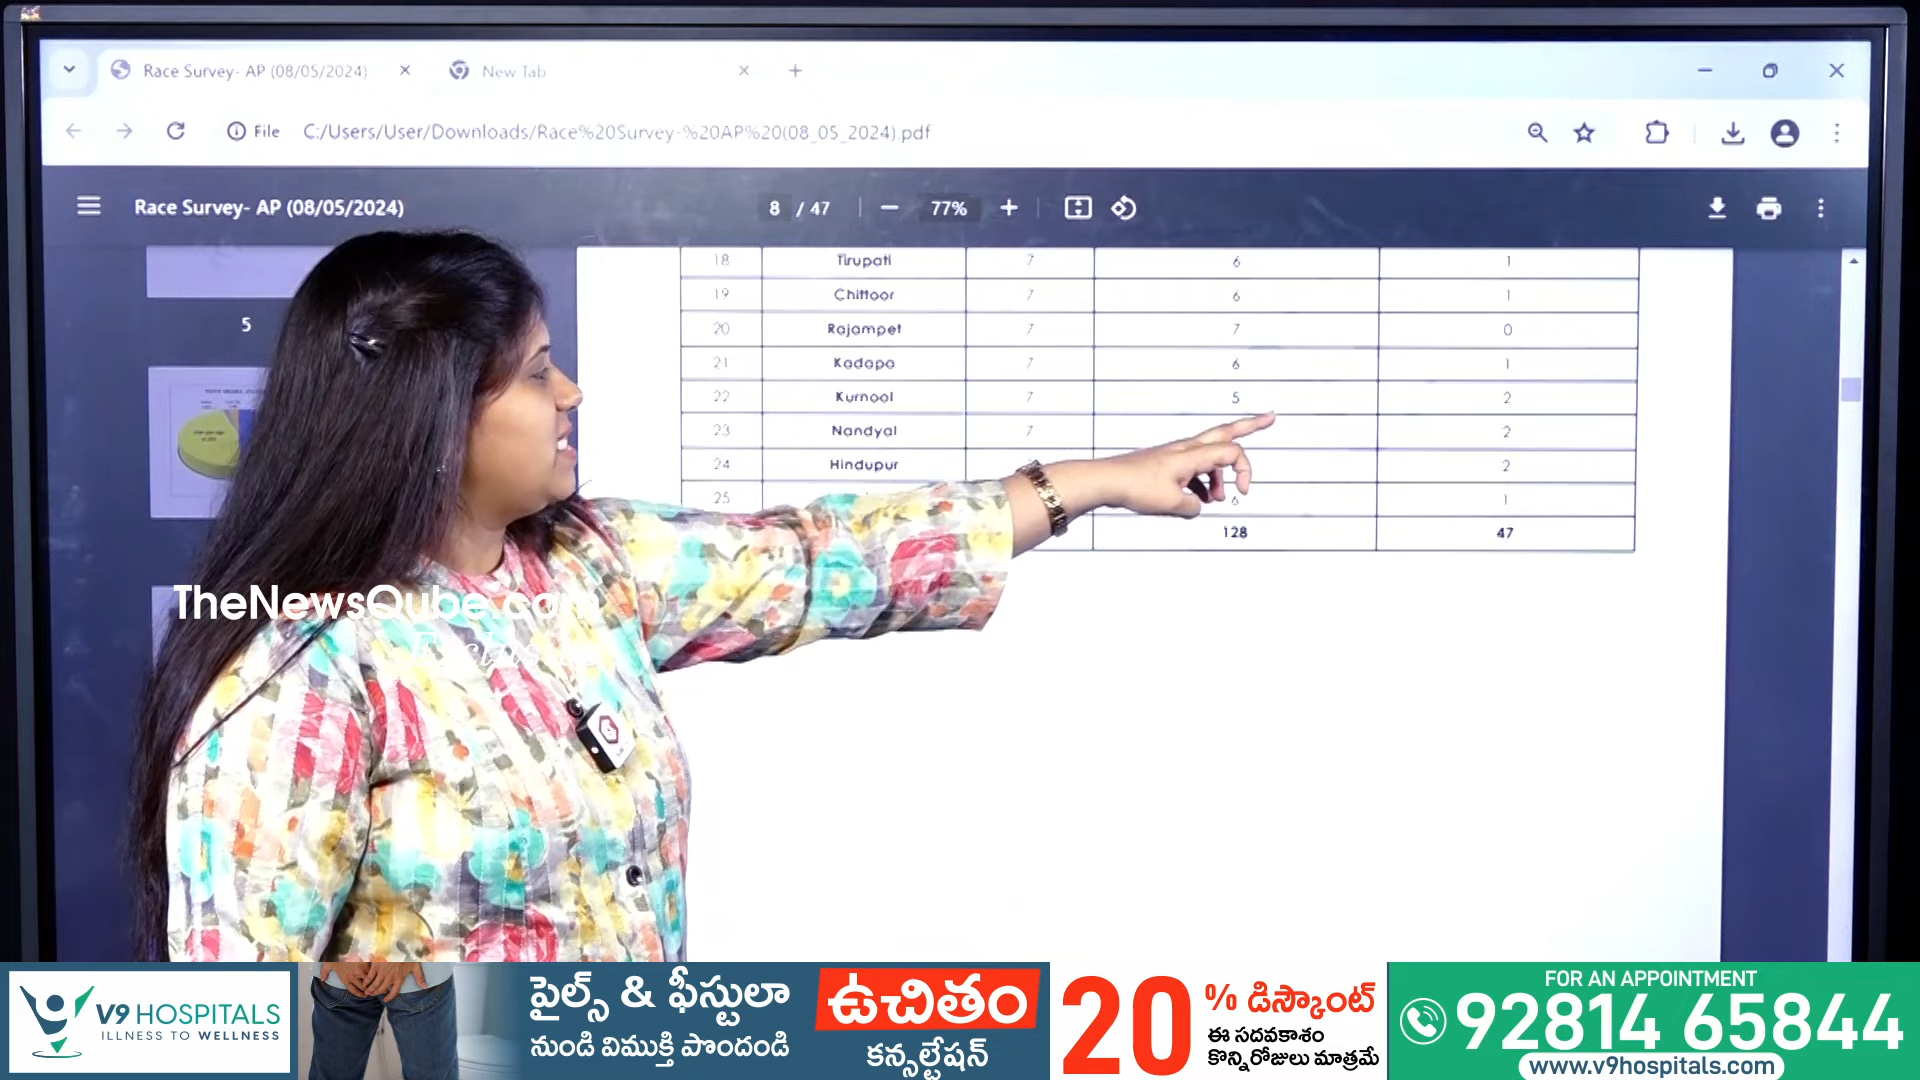 Race Survey- AP (08/05/2024)
New Tab
File C:/Users/User/Downloads/Race%20Survey-%20AP%20(08_05_2024).pdf
Race Survey- AP (08/05/2024)
8 / 47
77%
5
18 Tirupati 7 6 1
19 Chittoor 7 6 1
20 Rajampet 7 7 0
21 Kadapa 7 6 1
22 Kurnool 7 5 2
23 Nandyal 7 2
24 Hindupur 2
25 6 1
128 47
TheNewsQube.com
V9 HOSPITALS
ILLNESS TO WELLNESS
పైల్స్ & ఫీస్టులా
నుండి విముక్తి పొందండి
ఉచితం
కన్సల్టేషన్
20 % డిస్కౌంట్
ఈ సదవకాశం
కొన్నిరోజులు మాత్రమే
FOR AN APPOINTMENT
92814 65844
www.v9hospitals.com